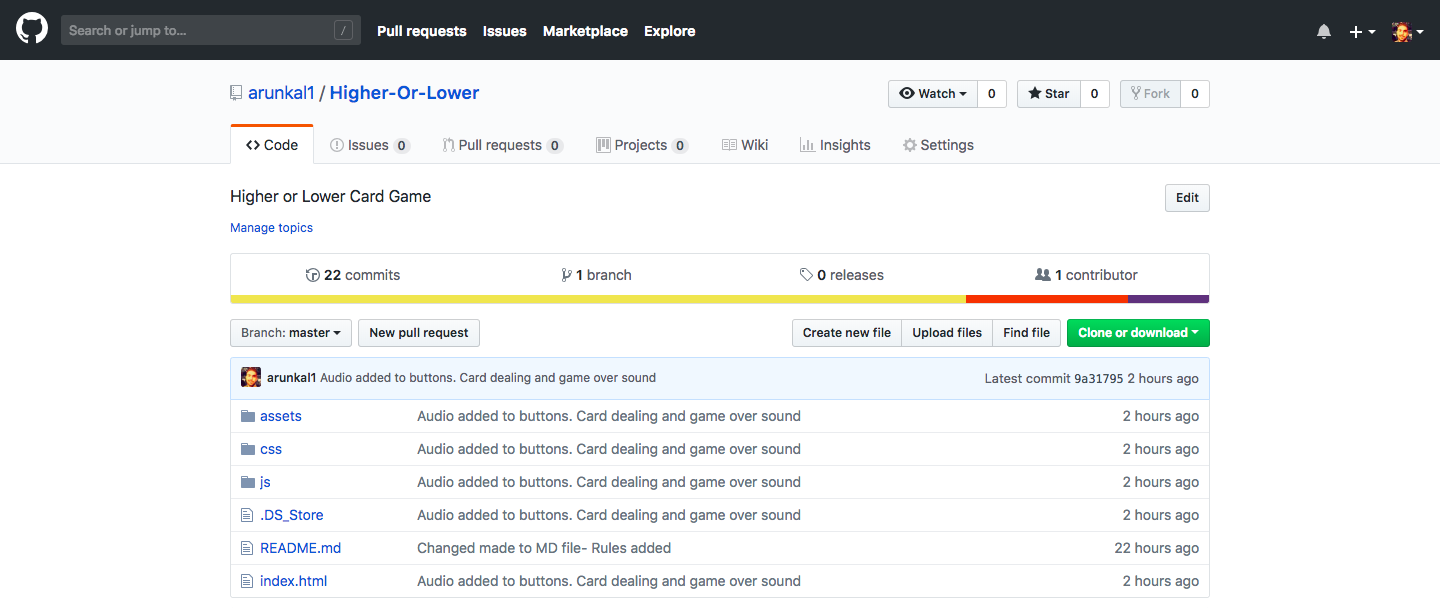 Search or jump to... / Pull requests Issues Marketplace Explore
arunkal1 / Higher-Or-Lower Watch 0 Star 0 Fork 0
Code Issues 0 Pull requests 0 Projects 0 Wiki Insights Settings
Higher or Lower Card Game Edit
Manage topics
22 commits 1 branch 0 releases 1 contributor
Branch: master New pull request Create new file Upload files Find file Clone or download
arunkal1 Audio added to buttons. Card dealing and game over sound Latest commit 9a31795 2 hours ago
assets Audio added to buttons. Card dealing and game over sound 2 hours ago
css Audio added to buttons. Card dealing and game over sound 2 hours ago
js Audio added to buttons. Card dealing and game over sound 2 hours ago
.DS_Store Audio added to buttons. Card dealing and game over sound 2 hours ago
README.md Changed made to MD file- Rules added 22 hours ago
index.html Audio added to buttons. Card dealing and game over sound 2 hours ago